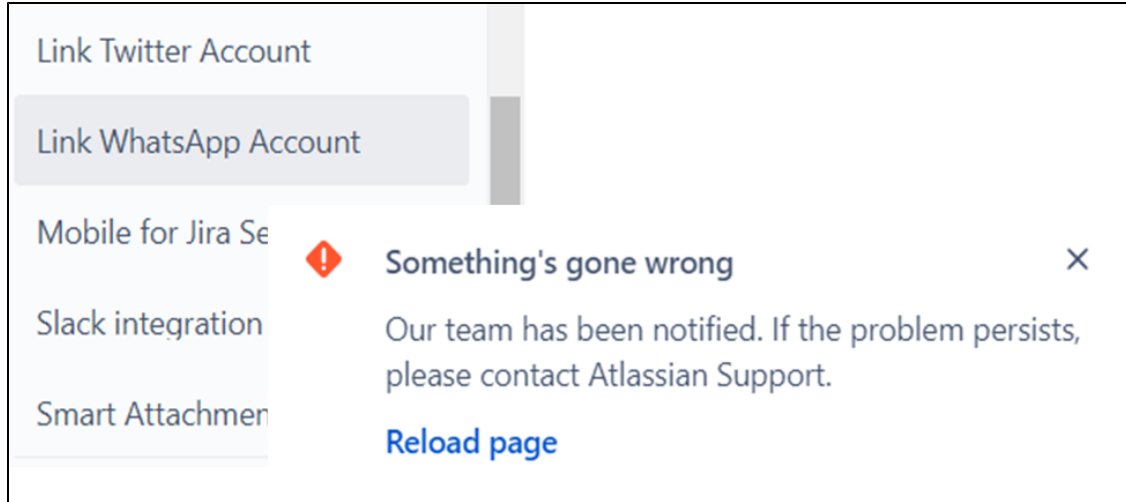 Link Twitter Account
Link WhatsApp Account
Mobile for Jira Se
Slack integration
Smart Attachmen
Something's gone wrong
Our team has been notified. If the problem persists,
please contact Atlassian Support.
Reload page